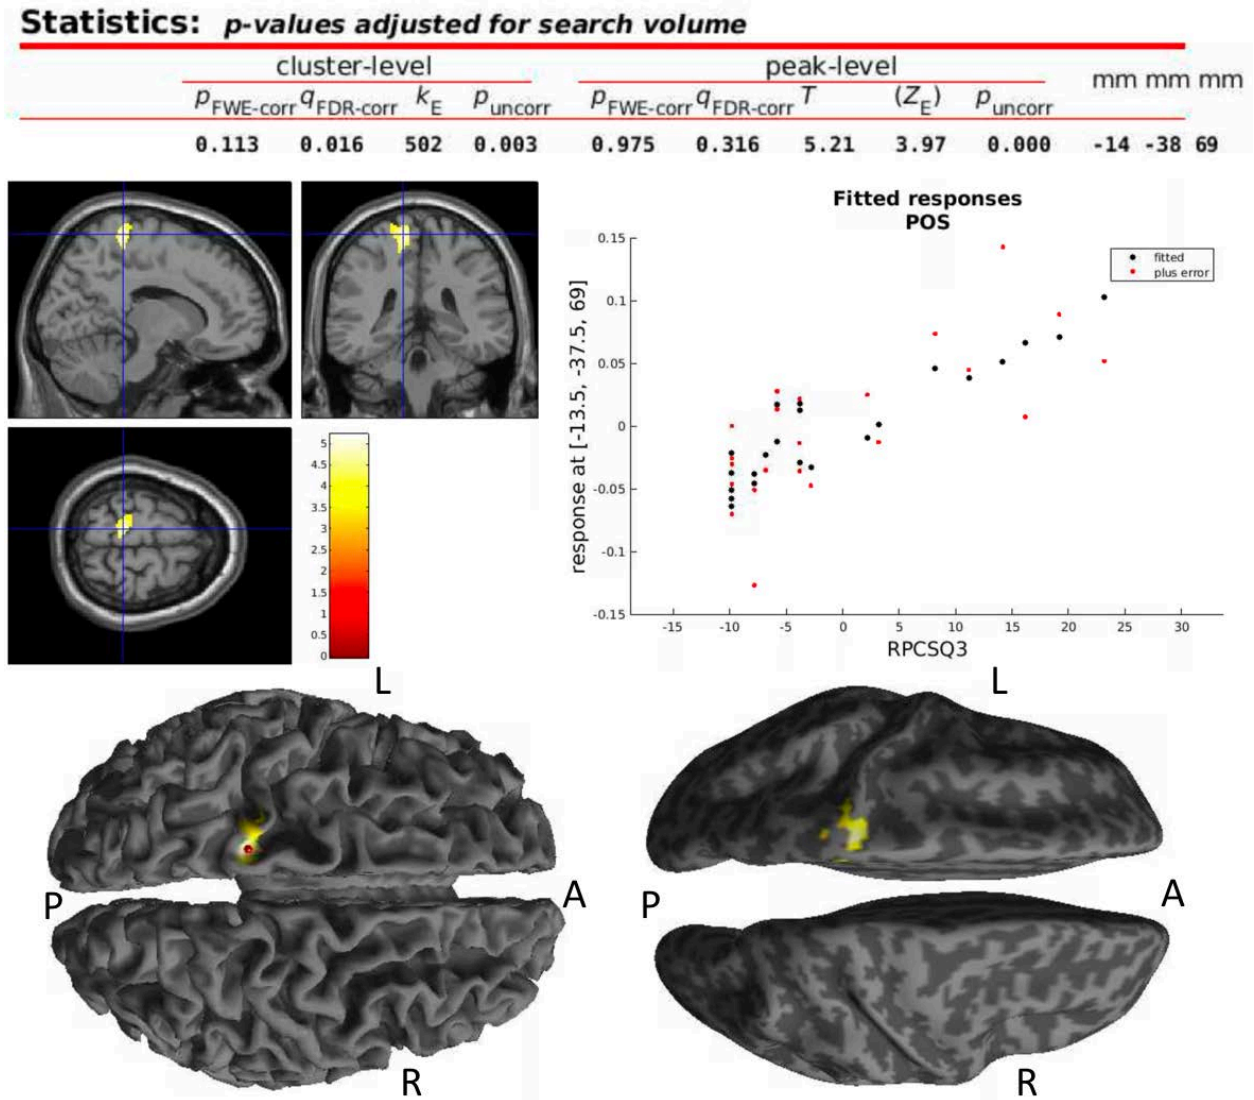 Statistics: p-values adjusted for search volume
cluster-level peak-level mm mm mm
pFWE-corr qFDR-corr kE puncorr pFWE-corr qFDR-corr T (ZE) puncorr
0.113 0.016 502 0.003 0.975 0.316 5.21 3.97 0.000 -14 -38 69
Fitted responses
POS
fitted
plus error
response at [-13.5, -37.5, 69]
0.15
0.1
0.05
0
-0.05
-0.1
-0.15
-15 -10 -5 0 5 10 15 20 25 30
RPCSQ3
5
4.5
4
3.5
3
2.5
2
1.5
1
0.5
0
L L
P A P A
R R